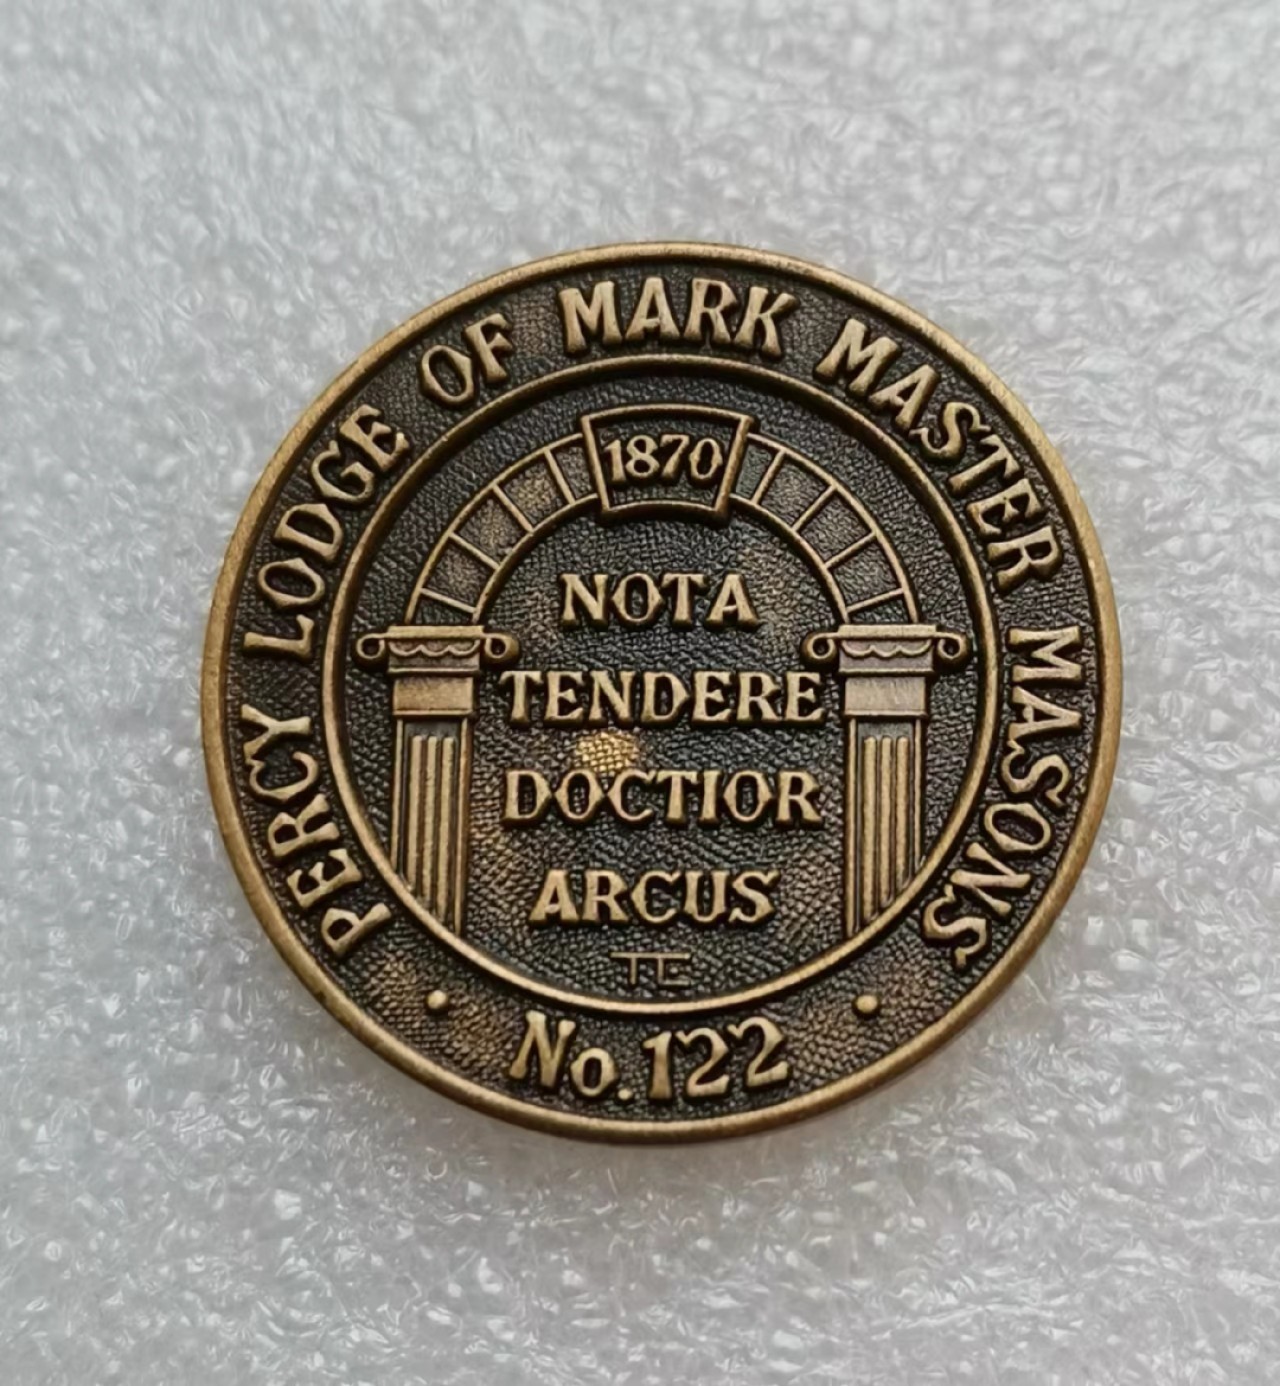 PERCY LODGE OF MARK MASTER MASONS
1870
NOTA
TENDERE
DOCTIOR
ARCUS
TC
No.122